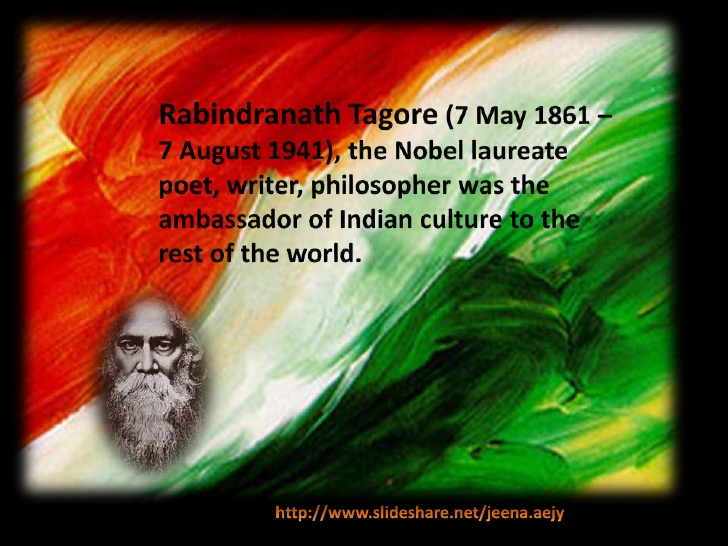 Rabindranath Tagore (7 May 1861 –
7 August 1941), the Nobel laureate
poet, writer, philosopher was the
ambassador of Indian culture to the
rest of the world.
http://www.slideshare.net/jeena.aejy